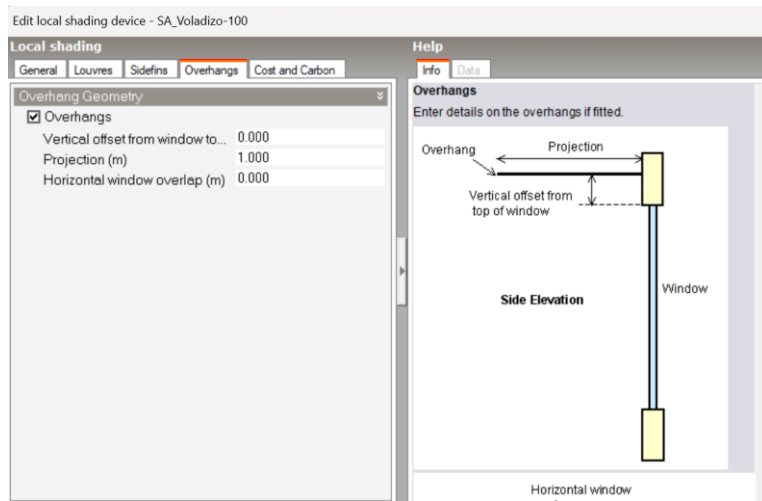 Edit local shading device - SA_Voladizo-100
Local shading
General Louvres Sidefins Overhangs Cost and Carbon
Overhang Geometry
Overhangs
Vertical offset from window to... 0.000
Projection (m) 1.000
Horizontal window overlap (m) 0.000
Help
Info Data
Overhangs
Enter details on the overhangs if fitted.
Overhang
Projection
Vertical offset from
top of window
Window
Side Elevation
Horizontal window